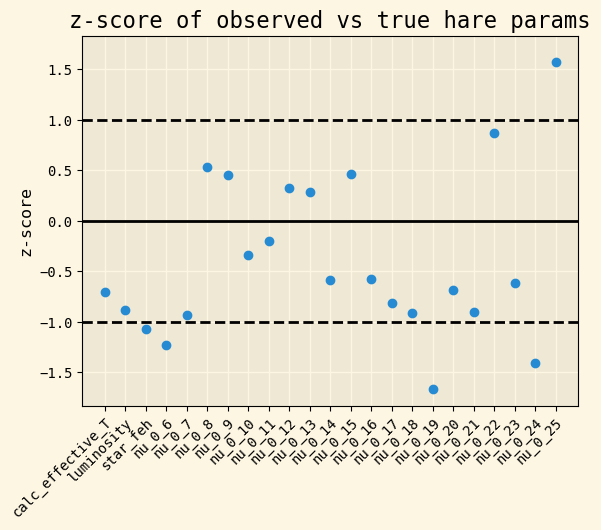 z-score of observed vs true hare params
z-score
1.5
1.0
0.5
0.0
−0.5
−1.0
−1.5
calc_effective_T
luminosity
star_feh
nu_0_6
nu_0_7
nu_0_8
nu_0_9
nu_0_10
nu_0_11
nu_0_12
nu_0_13
nu_0_14
nu_0_15
nu_0_16
nu_0_17
nu_0_18
nu_0_19
nu_0_20
nu_0_21
nu_0_22
nu_0_23
nu_0_24
nu_0_25